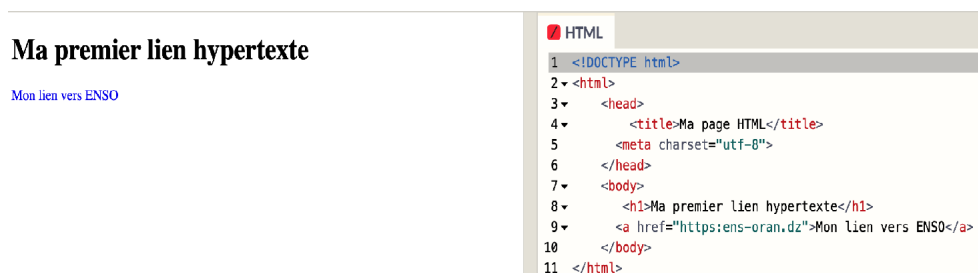 Ma premier lien hypertexte
Mon lien vers ENSO
/ HTML
1 <!DOCTYPE html>
2 <html>
3 <head>
4 <title>Ma page HTML</title>
5 <meta charset="utf-8">
6 </head>
7 <body>
8 <h1>Ma premier lien hypertexte</h1>
9 <a href="https:ens-oran.dz">Mon lien vers ENSO</a>
10 </body>
11 </html>